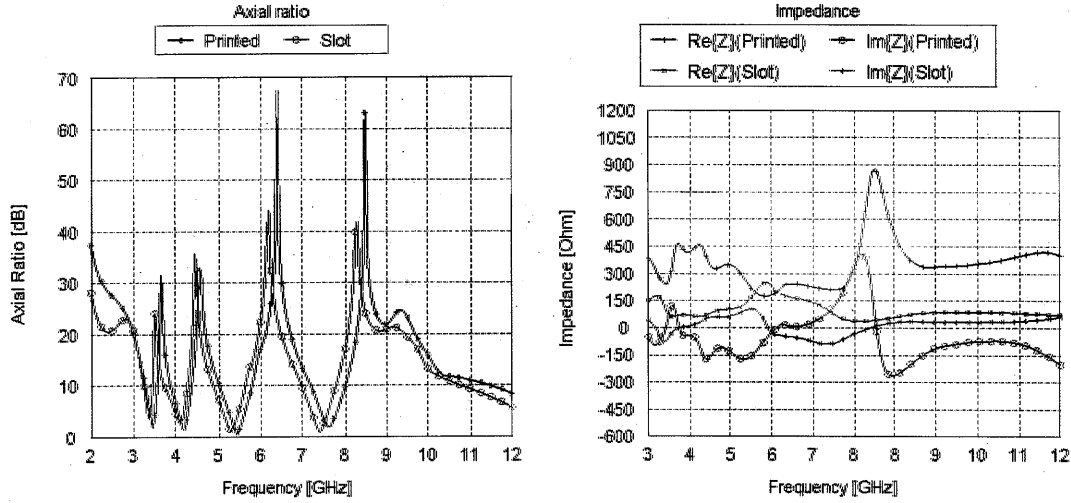 Axial ratio
Printed Slot
70
60
50
40
30
20
10
0
2 3 4 5 6 7 8 9 10 11 12
Axial Ratio [dB]
Frequency [GHz]
Impedance
Re[Z](Printed) Im[Z](Printed)
Re[Z](Slot) Im[Z](Slot)
1200
1050
900
750
600
450
300
150
0
-150
-300
-450
-600
3 4 5 6 7 8 9 10 11 12
Impedance [Ohm]
Frequency [GHz]